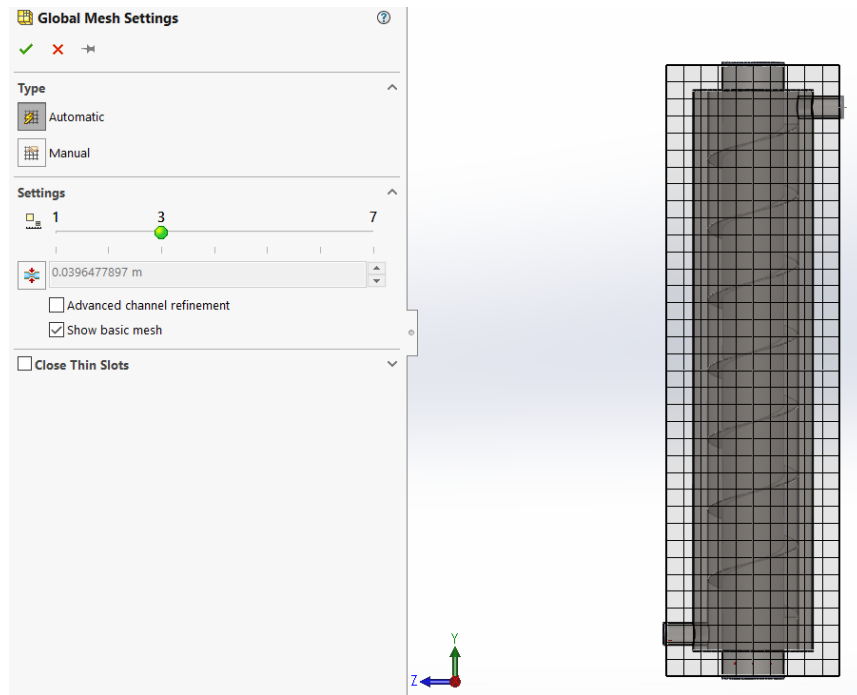 Global Mesh Settings
Type
Automatic
Manual
Settings
1 3 7
0.0396477897 m
Advanced channel refinement
Show basic mesh
Close Thin Slots
Y
Z